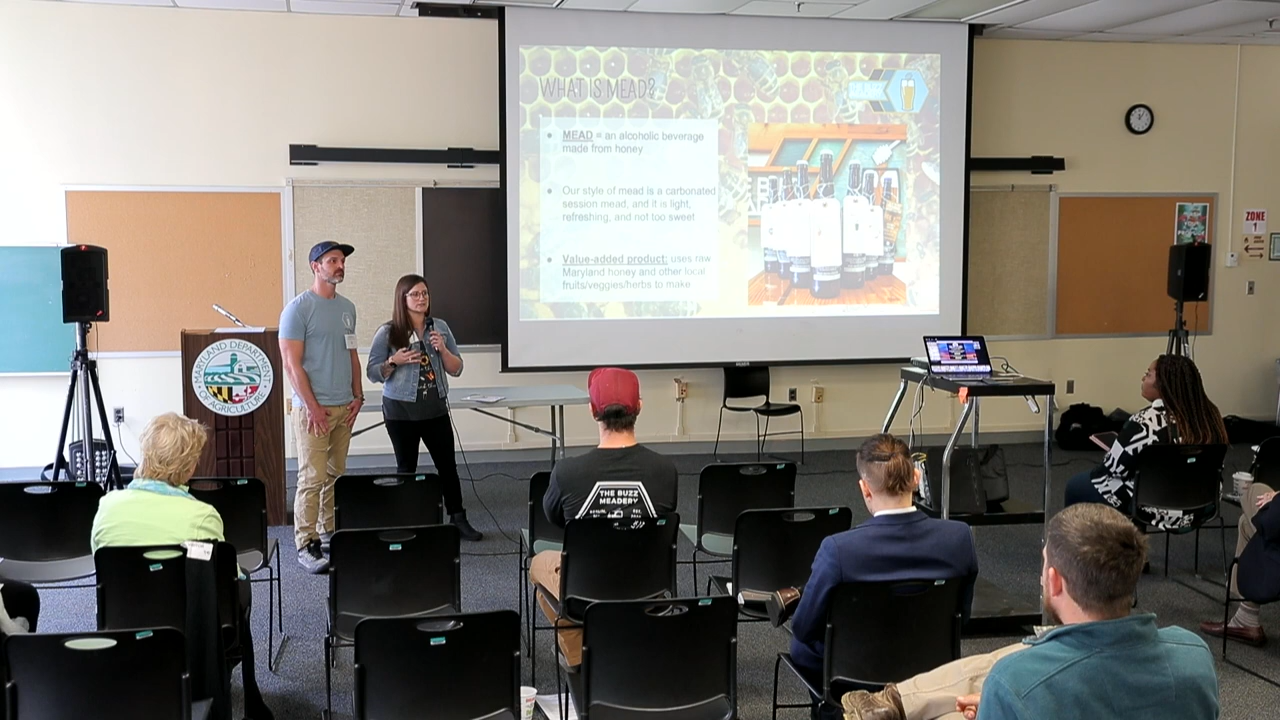 WHAT IS MEAD?
MEAD = an alcoholic beverage
made from honey
Our style of mead is a carbonated
session mead, and it is light,
refreshing, and not too sweet
Value-added product: uses raw
Maryland honey and other local
fruits/veggies/herbs to make
ZONE
1
MARYLAND DEPARTMENT
OF AGRICULTURE
THE BUZZ
MEADERY